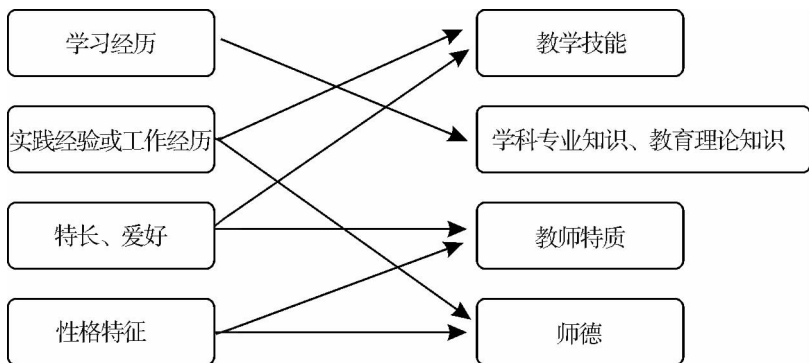 学习经历
教学技能
实践经验或工作经历
学科专业知识、教育理论知识
特长、爱好
教师特质
性格特征
师德